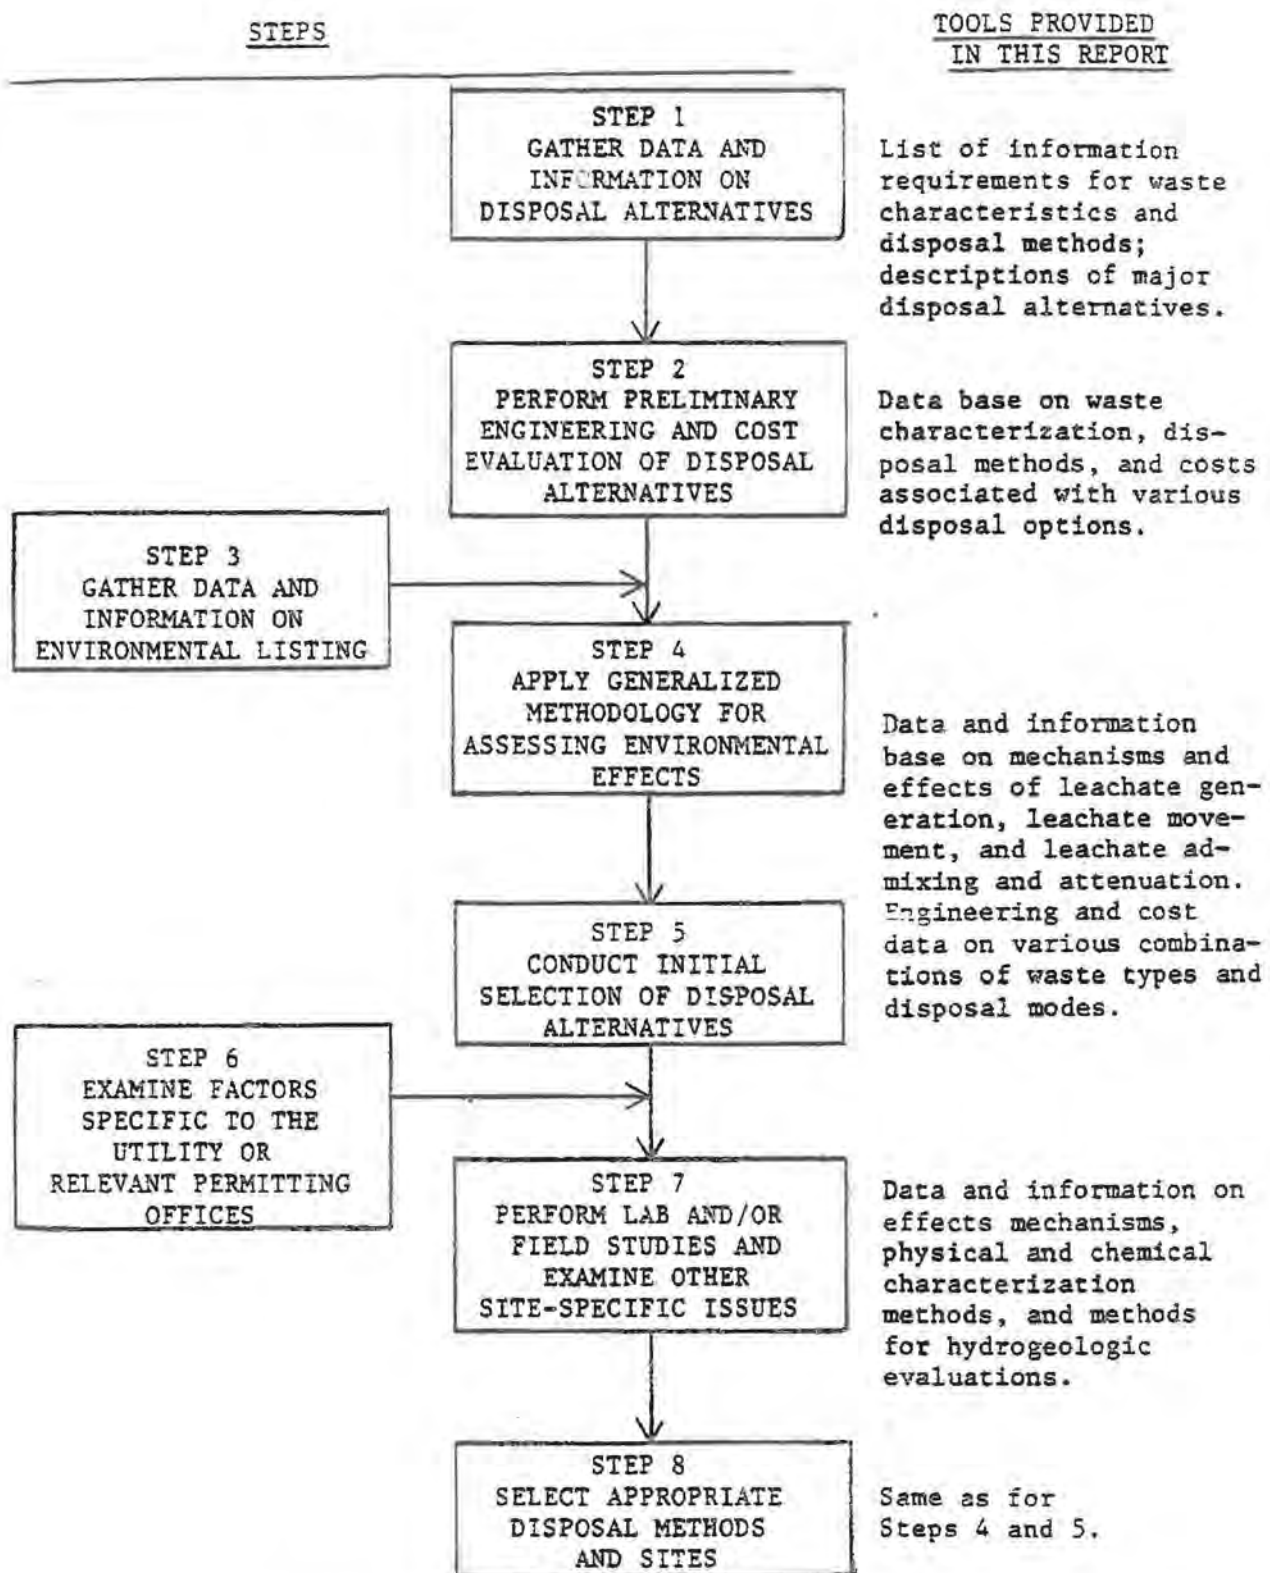 STEPS
TOOLS PROVIDED
IN THIS REPORT
STEP 1
GATHER DATA AND
INFORMATION ON
DISPOSAL ALTERNATIVES
List of information
requirements for waste
characteristics and
disposal methods;
descriptions of major
disposal alternatives.
STEP 2
PERFORM PRELIMINARY
ENGINEERING AND COST
EVALUATION OF DISPOSAL
ALTERNATIVES
Data base on waste
characterization, dis-
posal methods, and costs
associated with various
disposal options.
STEP 3
GATHER DATA AND
INFORMATION ON
ENVIRONMENTAL LISTING
STEP 4
APPLY GENERALIZED
METHODOLOGY FOR
ASSESSING ENVIRONMENTAL
EFFECTS
Data and information
base on mechanisms and
effects of leachate gen-
eration, leachate move-
ment, and leachate ad-
mixing and attenuation.
Engineering and cost
data on various combina-
tions of waste types and
disposal modes.
STEP 5
CONDUCT INITIAL
SELECTION OF DISPOSAL
ALTERNATIVES
STEP 6
EXAMINE FACTORS
SPECIFIC TO THE
UTILITY OR
RELEVANT PERMITTING
OFFICES
STEP 7
PERFORM LAB AND/OR
FIELD STUDIES AND
EXAMINE OTHER
SITE-SPECIFIC ISSUES
Data and information on
effects mechanisms,
physical and chemical
characterization
methods, and methods
for hydrogeologic
evaluations.
STEP 8
SELECT APPROPRIATE
DISPOSAL METHODS
AND SITES
Same as for
Steps 4 and 5.